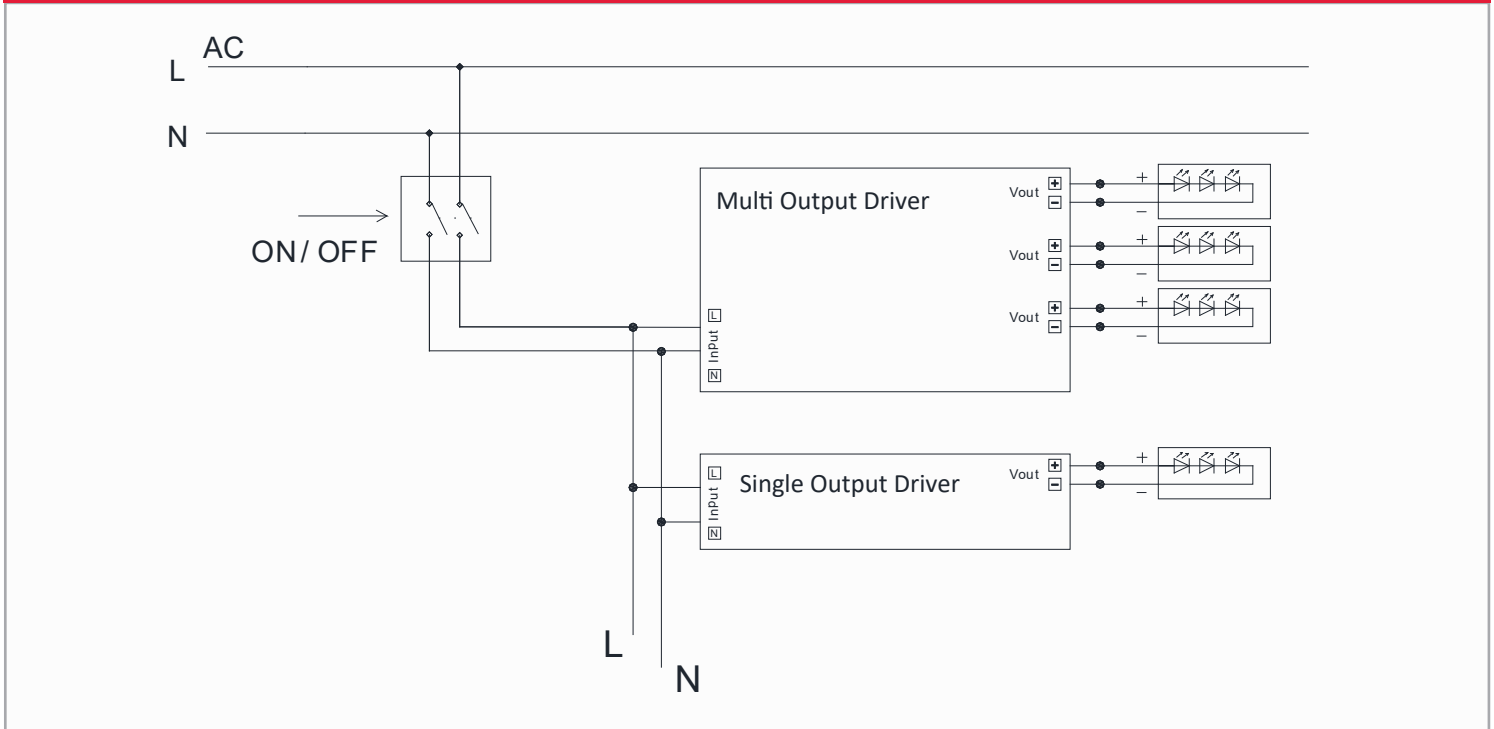 AC
L
N
ON/ OFF
Multi Output Driver
Vout
+
−
+
−
Vout
+
−
+
−
Vout
+
−
+
−
L
InPut
N
Single Output Driver
Vout
+
−
+
−
L
InPut
N
L
N